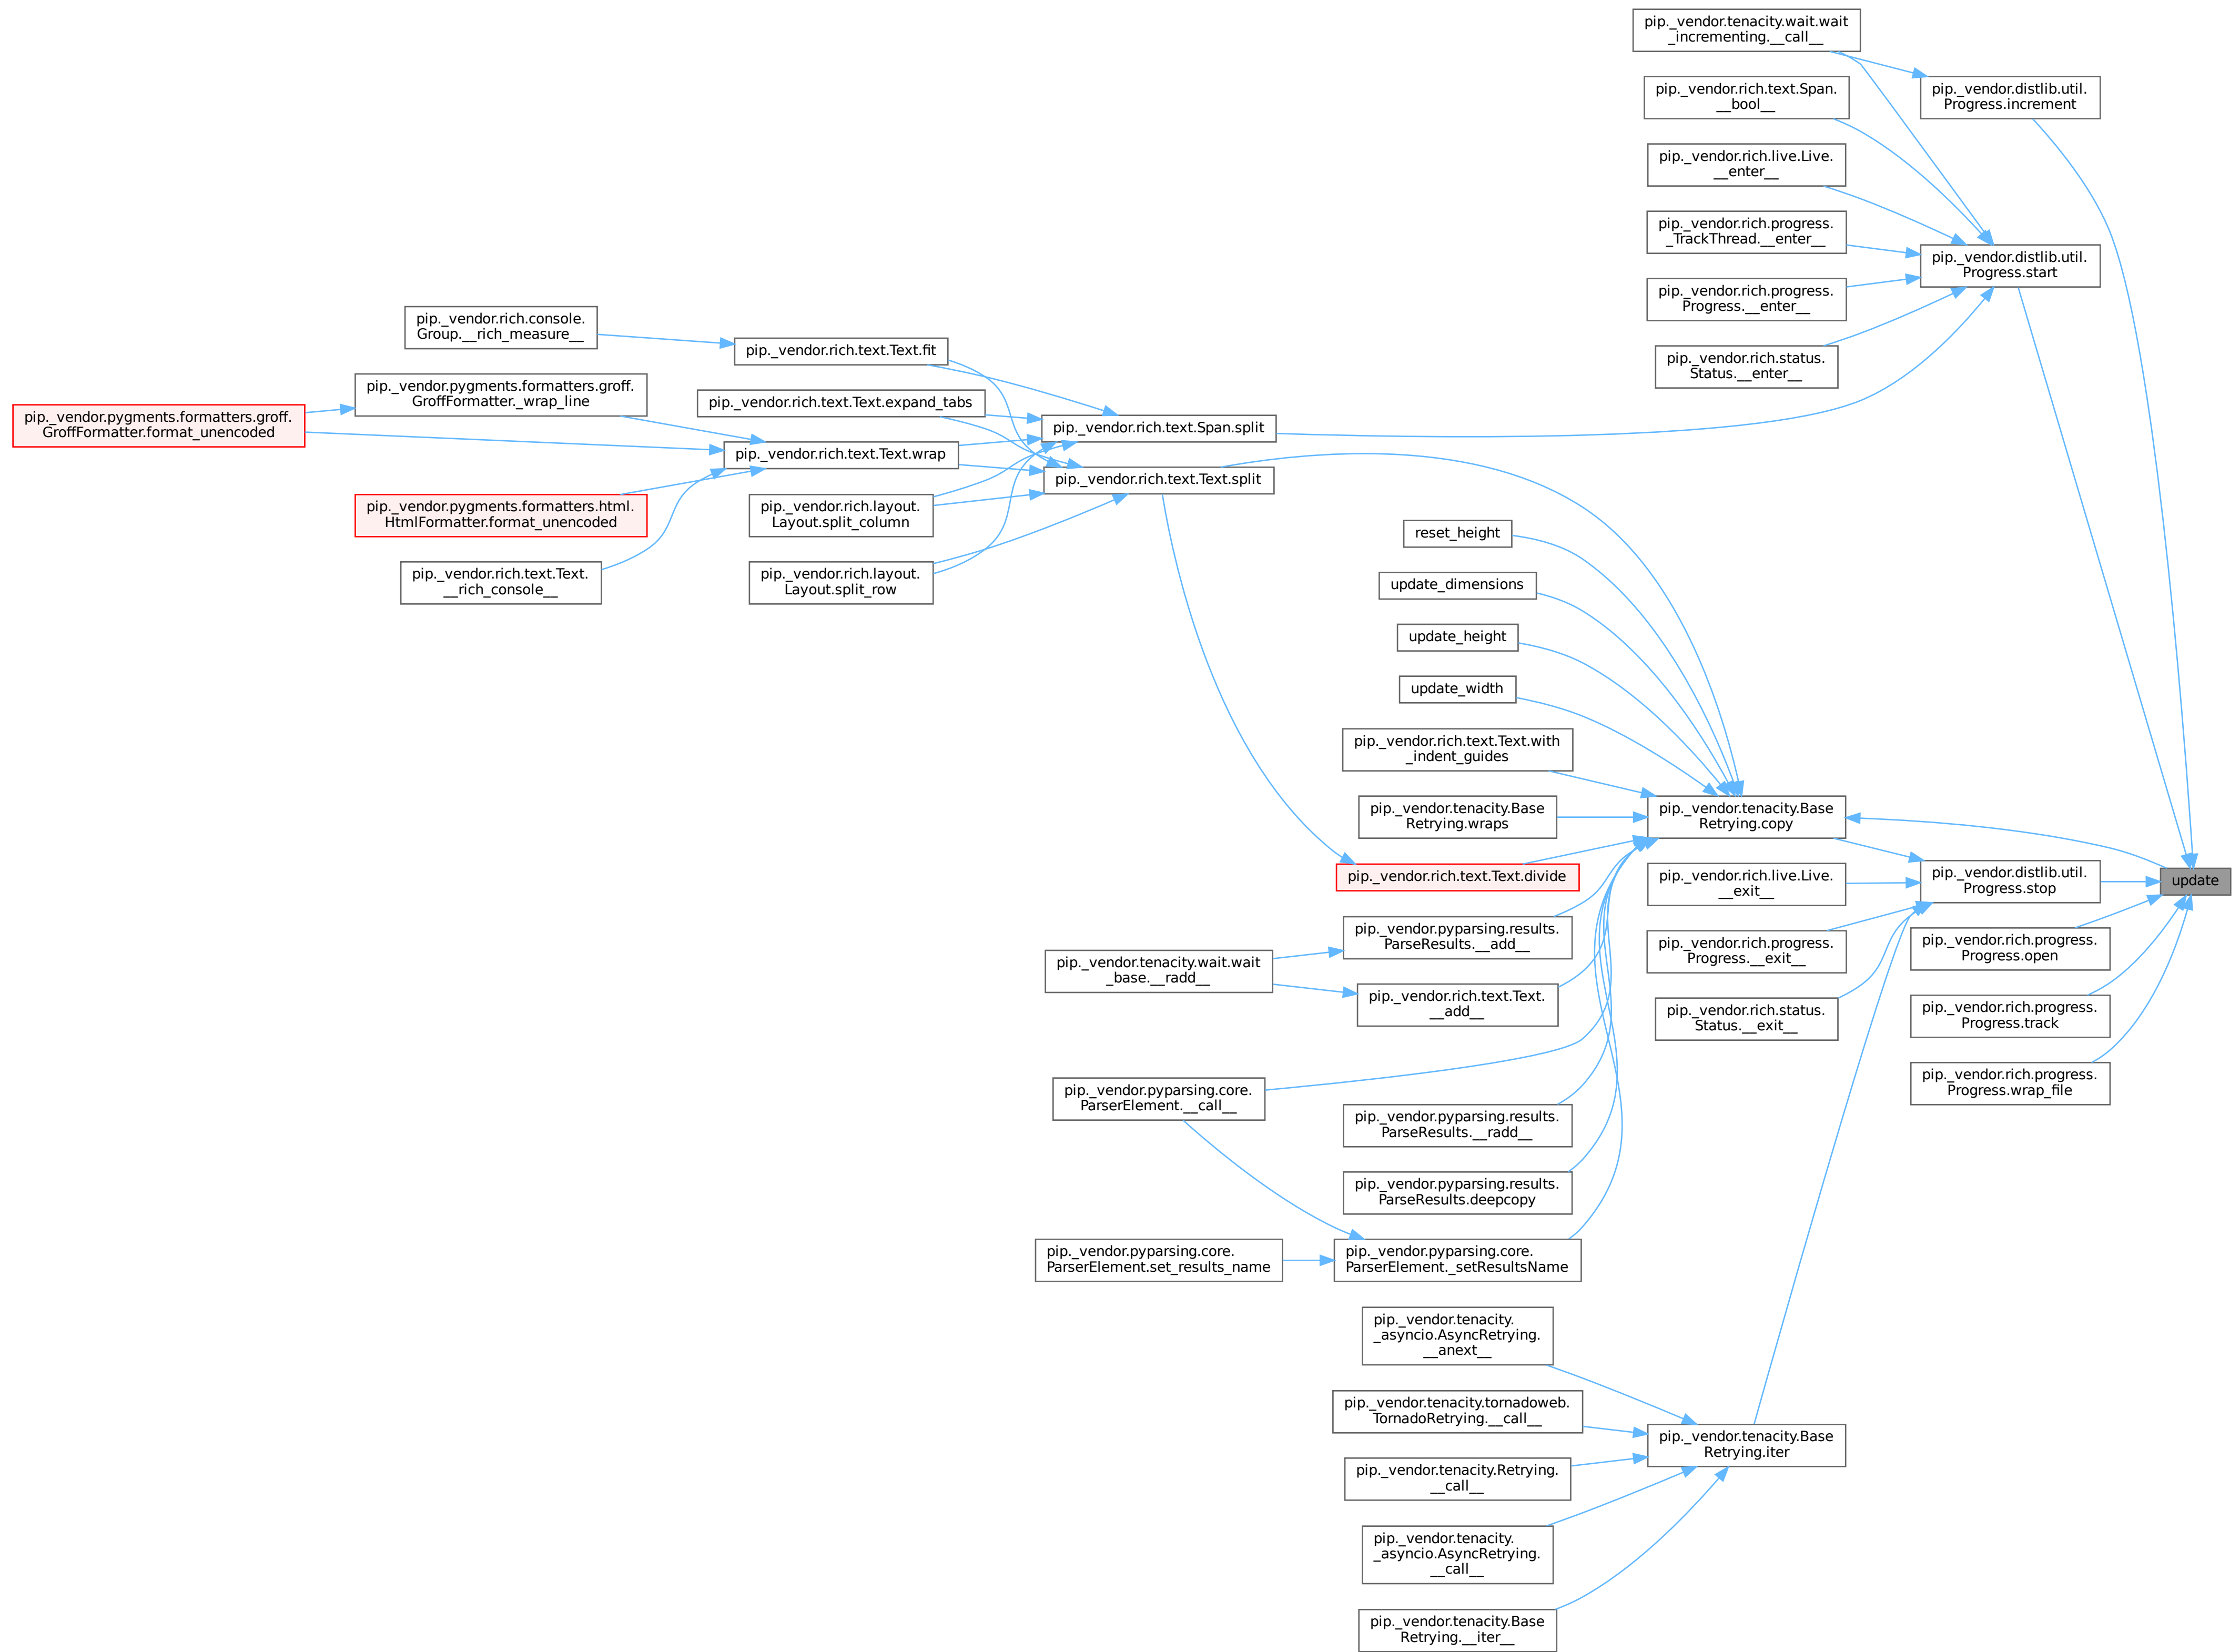 pip._vendor.tenacity.wait.wait
_incrementing.__call__
pip._vendor.distlib.util.
Progress.increment
pip._vendor.rich.text.Span.
__bool__
pip._vendor.rich.live.Live.
__enter__
pip._vendor.rich.progress.
_TrackThread.__enter__
pip._vendor.distlib.util.
Progress.start
pip._vendor.rich.progress.
Progress.__enter__
pip._vendor.rich.status.
Status.__enter__
pip._vendor.rich.console.
Group.__rich_measure__
pip._vendor.rich.text.Text.fit
pip._vendor.pygments.formatters.groff.
GroffFormatter._wrap_line
pip._vendor.rich.text.Text.expand_tabs
pip._vendor.pygments.formatters.groff.
GroffFormatter.format_unencoded
pip._vendor.rich.text.Span.split
pip._vendor.rich.text.Text.wrap
pip._vendor.rich.text.Text.split
pip._vendor.pygments.formatters.html.
HtmlFormatter.format_unencoded
pip._vendor.rich.layout.
Layout.split_column
pip._vendor.rich.text.Text.
__rich_console__
pip._vendor.rich.layout.
Layout.split_row
reset_height
update_dimensions
update_height
update_width
pip._vendor.rich.text.Text.with
_indent_guides
pip._vendor.tenacity.Base
Retrying.wraps
pip._vendor.tenacity.Base
Retrying.copy
pip._vendor.rich.text.Text.divide
pip._vendor.rich.live.Live.
__exit__
pip._vendor.distlib.util.
Progress.stop
update
pip._vendor.pyparsing.results.
ParseResults.__add__
pip._vendor.rich.progress.
Progress.__exit__
pip._vendor.rich.progress.
Progress.open
pip._vendor.tenacity.wait.wait
_base.__radd__
pip._vendor.rich.text.Text.
__add__
pip._vendor.rich.status.
Status.__exit__
pip._vendor.rich.progress.
Progress.track
pip._vendor.rich.progress.
Progress.wrap_file
pip._vendor.pyparsing.core.
ParserElement.__call__
pip._vendor.pyparsing.results.
ParseResults.__radd__
pip._vendor.pyparsing.results.
ParseResults.deepcopy
pip._vendor.pyparsing.core.
ParserElement.set_results_name
pip._vendor.pyparsing.core.
ParserElement._setResultsName
pip._vendor.tenacity.
_asyncio.AsyncRetrying.
__anext__
pip._vendor.tenacity.tornadoweb.
TornadoRetrying.__call__
pip._vendor.tenacity.Base
Retrying.iter
pip._vendor.tenacity.Retrying.
__call__
pip._vendor.tenacity.
_asyncio.AsyncRetrying.
__call__
pip._vendor.tenacity.Base
Retrying.__iter__